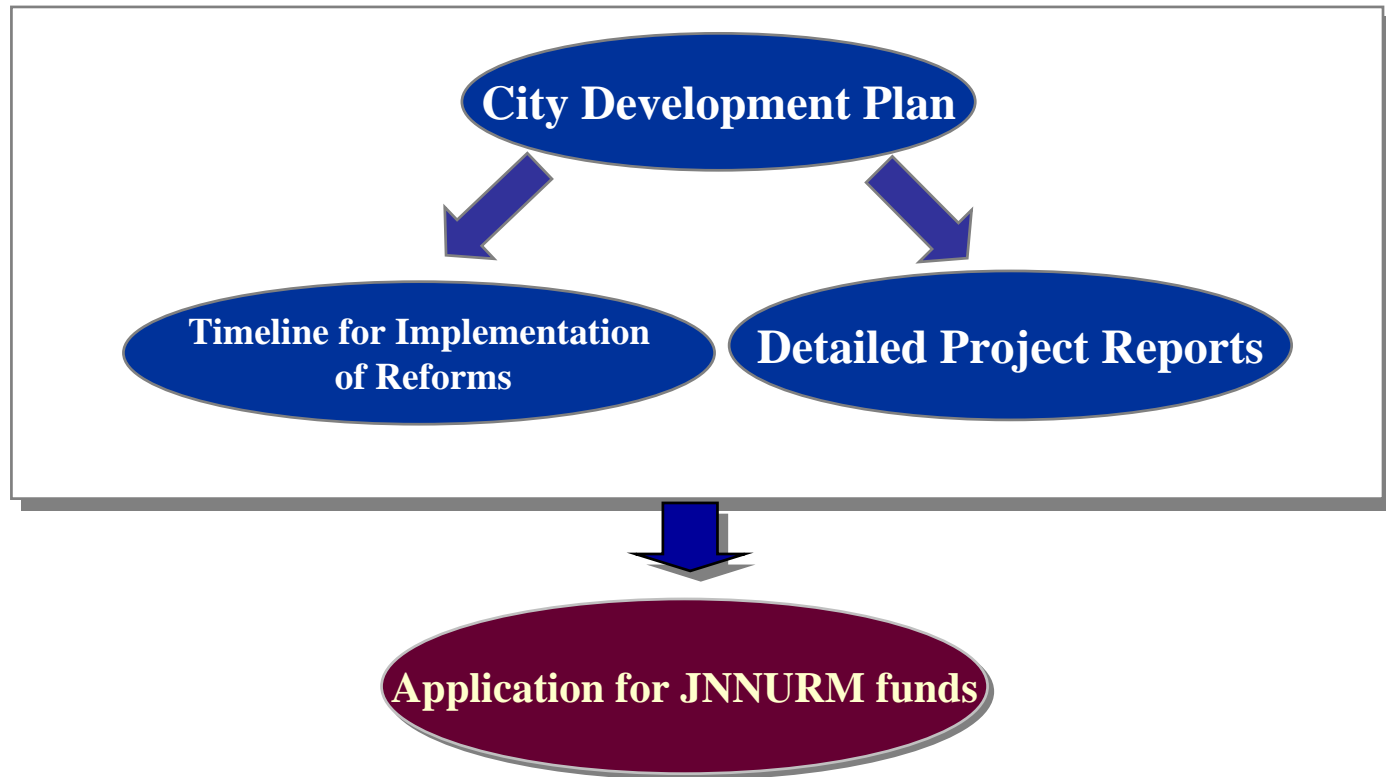 City Development Plan
Timeline for Implementation
of Reforms
Detailed Project Reports
Application for JNNURM funds